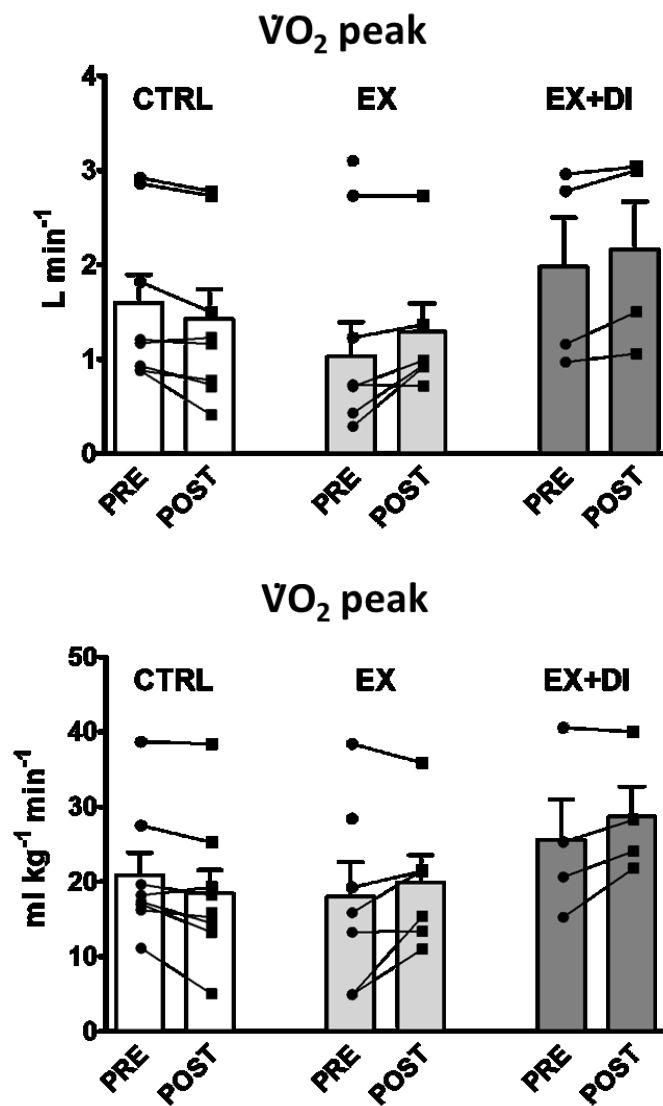 V̇O₂ peak
4
3
2
1
0
L min⁻¹
CTRL EX EX+DI
PRE POST PRE POST PRE POST
V̇O₂ peak
50
40
30
20
10
0
ml kg⁻¹ min⁻¹
CTRL EX EX+DI
PRE POST PRE POST PRE POST